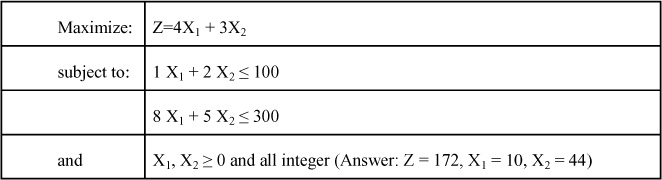 Maximize: Z=4X₁ + 3X₂
subject to: 1 X₁ + 2 X₂ ≤ 100
8 X₁ + 5 X₂ ≤ 300
and X₁, X₂ ≥ 0 and all integer (Answer: Z = 172, X₁ = 10, X₂ = 44)